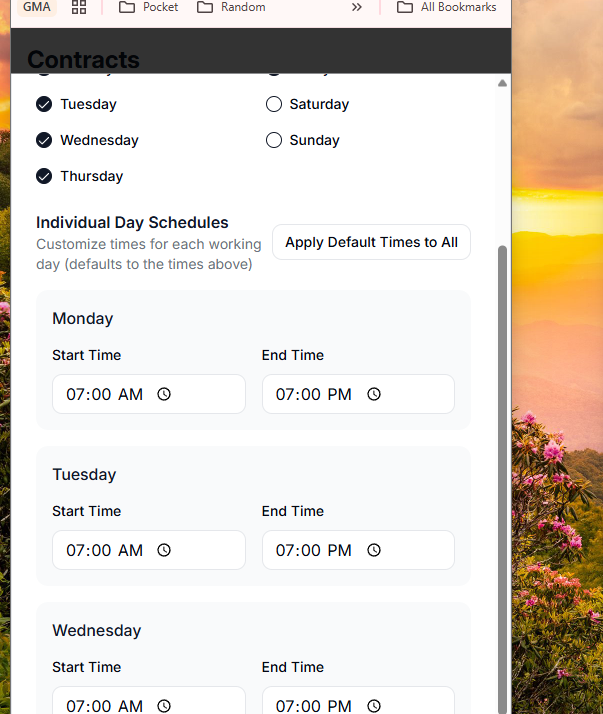 GMA
Pocket
Random
All Bookmarks
Contracts
Tuesday
Saturday
Wednesday
Sunday
Thursday
Individual Day Schedules
Customize times for each working
day (defaults to the times above)
Apply Default Times to All
Monday
Start Time
End Time
07:00 AM
07:00 PM
Tuesday
Start Time
End Time
07:00 AM
07:00 PM
Wednesday
Start Time
End Time
07:00 AM
07:00 PM